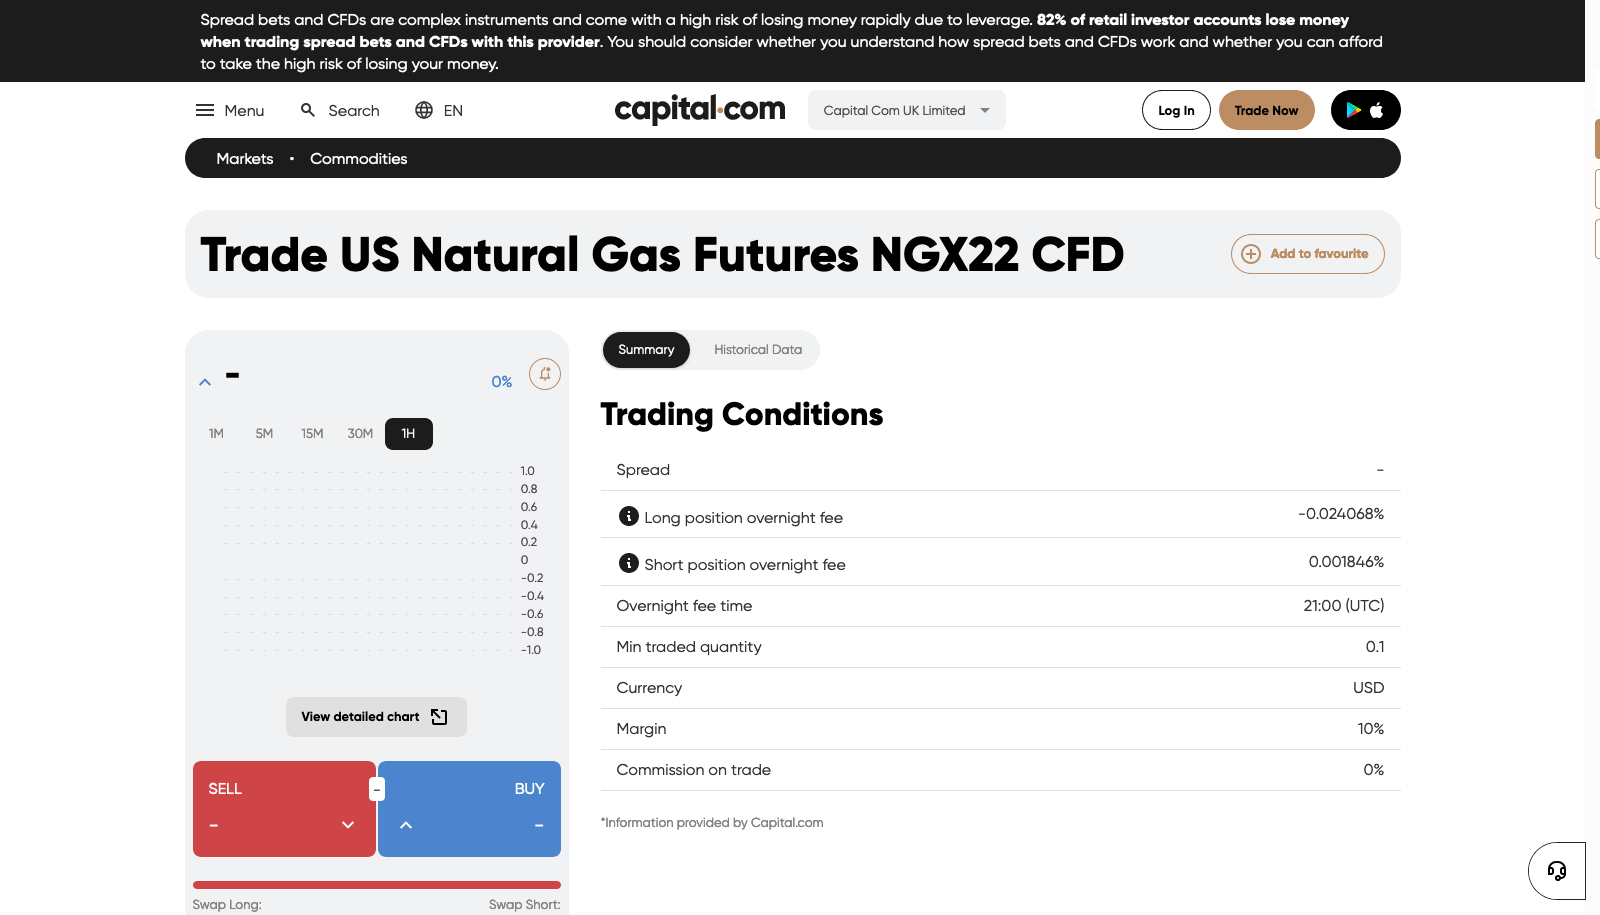 Spread bets and CFDs are complex instruments and come with a high risk of losing money rapidly due to leverage. 82% of retail investor accounts lose money
when trading spread bets and CFDs with this provider. You should consider whether you understand how spread bets and CFDs work and whether you can afford
to take the high risk of losing your money.
Menu Search EN capital.com Capital Com UK Limited Log In Trade Now
Markets • Commodities
Trade US Natural Gas Futures NGX22 CFD Add to favourite
- 0%
1M 5M 15M 30M 1H
1.0
0.8
0.6
0.4
0.2
0
-0.2
-0.4
-0.6
-0.8
-1.0
View detailed chart
SELL - BUY
- -
Swap Long: Swap Short:
Summary Historical Data
Trading Conditions
Spread -
Long position overnight fee -0.024068%
Short position overnight fee 0.001846%
Overnight fee time 21:00 (UTC)
Min traded quantity 0.1
Currency USD
Margin 10%
Commission on trade 0%
*Information provided by Capital.com